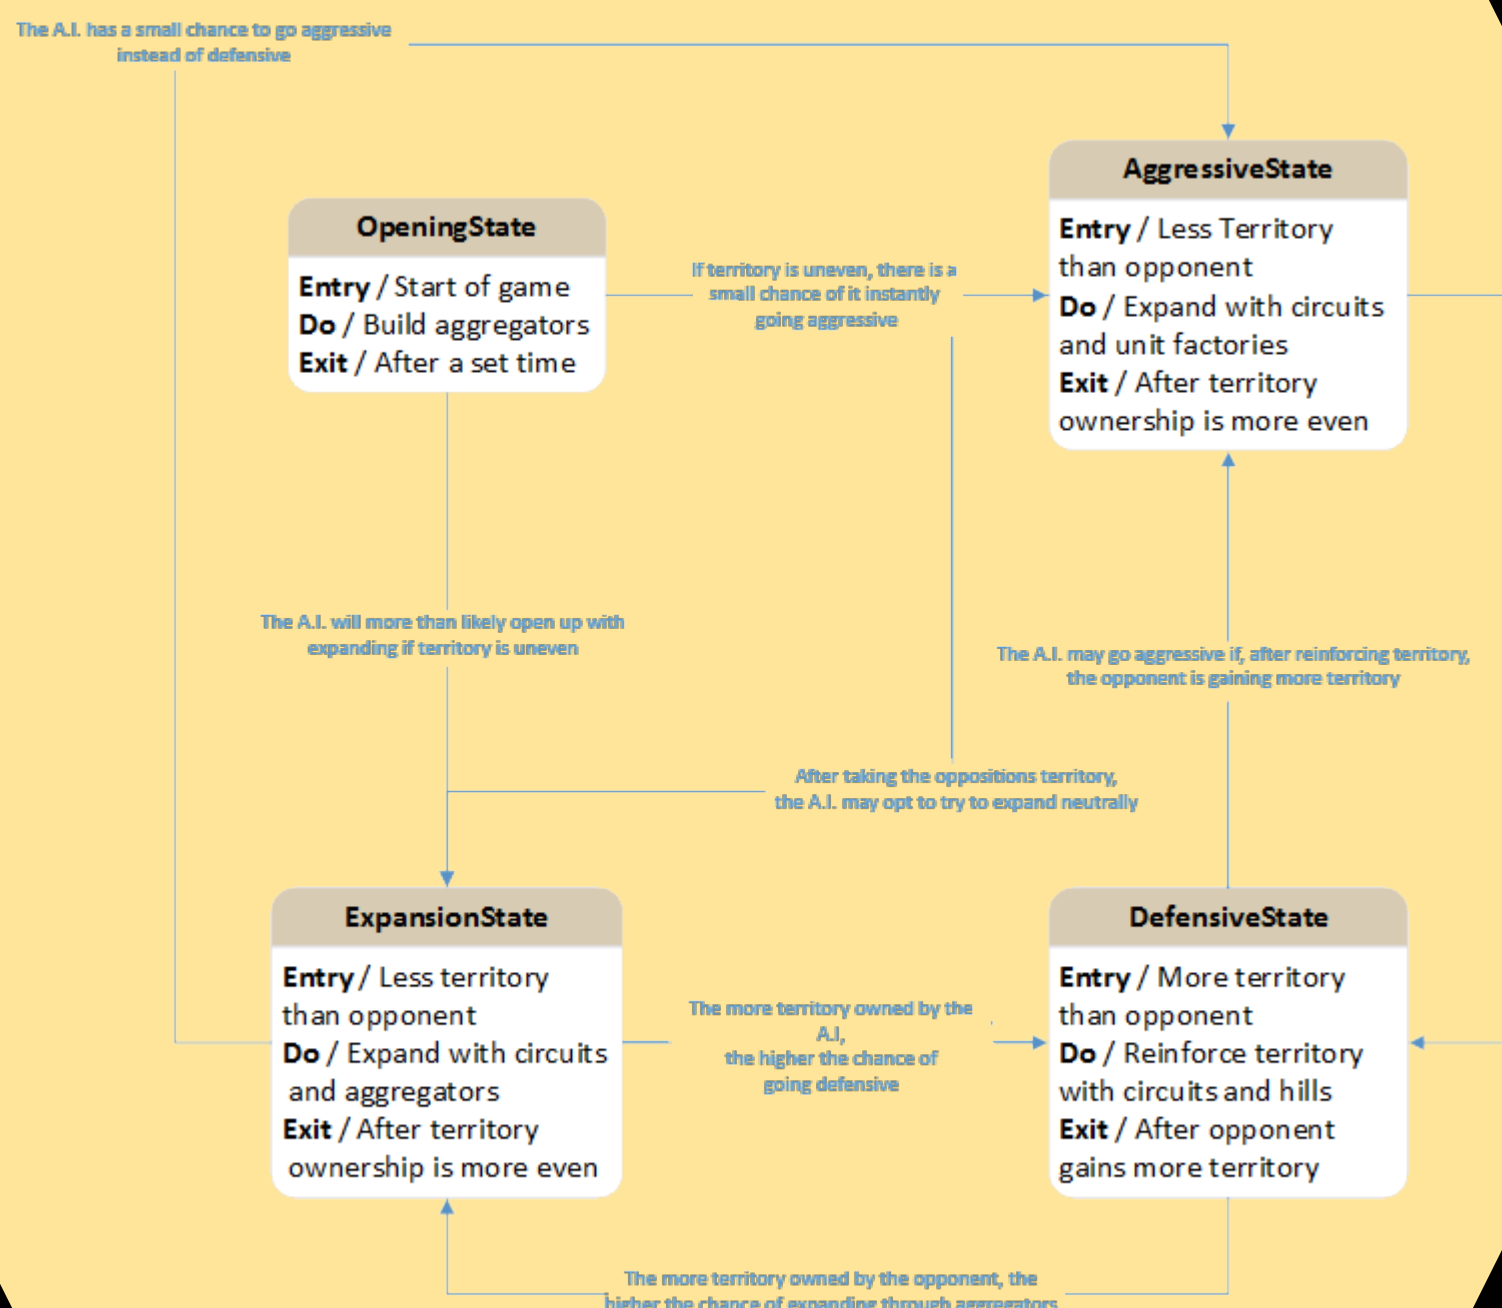 The A.I. has a small chance to go aggressive
instead of defensive
AggressiveState
Entry / Less Territory
than opponent
Do / Expand with circuits
and unit factories
Exit / After territory
ownership is more even
OpeningState
Entry / Start of game
Do / Build aggregators
Exit / After a set time
If territory is uneven, there is a
small chance of it instantly
going aggressive
The A.I. will more than likely open up with
expanding if territory is uneven
The A.I. may go aggressive if, after reinforcing territory,
the opponent is gaining more territory
After taking the oppositions territory,
the A.I. may opt to try to expand neutrally
ExpansionState
Entry / Less territory
than opponent
Do / Expand with circuits
and aggregators
Exit / After territory
ownership is more even
The more territory owned by the
A.I,
the higher the chance of
going defensive
DefensiveState
Entry / More territory
than opponent
Do / Reinforce territory
with circuits and hills
Exit / After opponent
gains more territory
The more territory owned by the opponent, the
higher the chance of expanding through aggregators